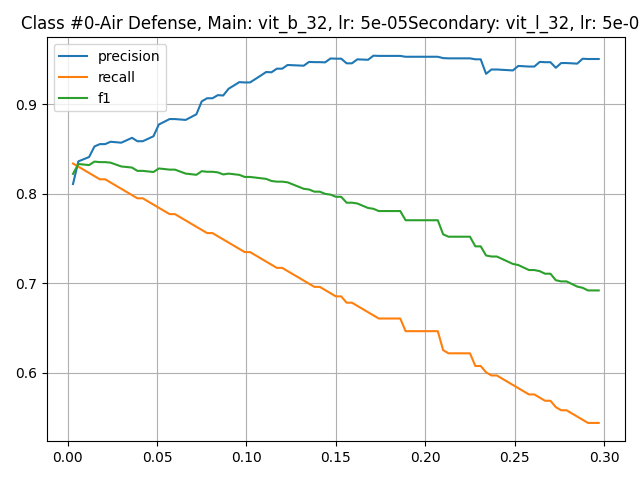 Class #0-Air Defense, Main: vit_b_32, lr: 5e-05Secondary: vit_l_32, lr: 5e-0
precision
recall
f1
0.9
0.8
0.7
0.6
0.00 0.05 0.10 0.15 0.20 0.25 0.30